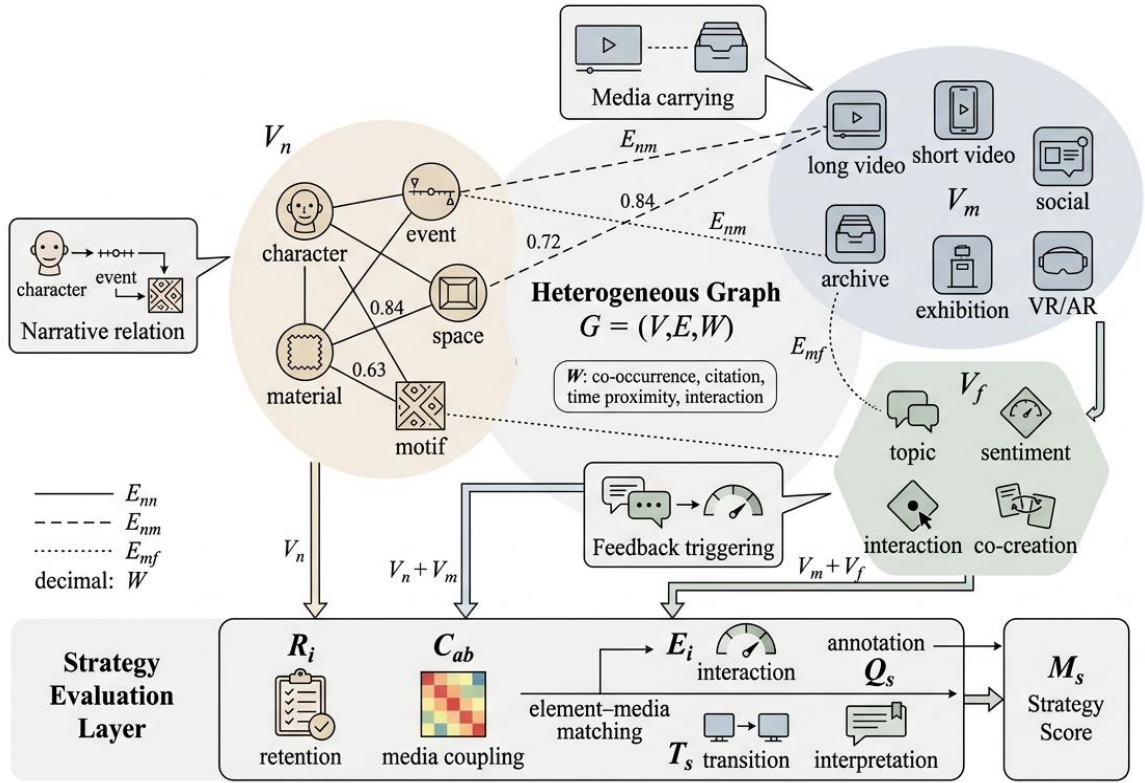 Media carrying
V_n
E_nm
long video
short video
social
V_m
0.84
E_nm
0.72
character
event
archive
exhibition
VR/AR
character
event
Narrative relation
0.84
space
Heterogeneous Graph
G = (V,E,W)
E_mf
material
0.63
motif
W: co-occurrence, citation,
time proximity, interaction
V_f
topic
sentiment
E_nn
E_nm
E_mf
decimal: W
V_n
V_n + V_m
Feedback triggering
interaction
co-creation
V_m + V_f
Strategy
Evaluation
Layer
R_i
retention
C_ab
media coupling
element–media
matching
E_i
interaction
T_s transition
annotation
Q_s
interpretation
M_s
Strategy
Score